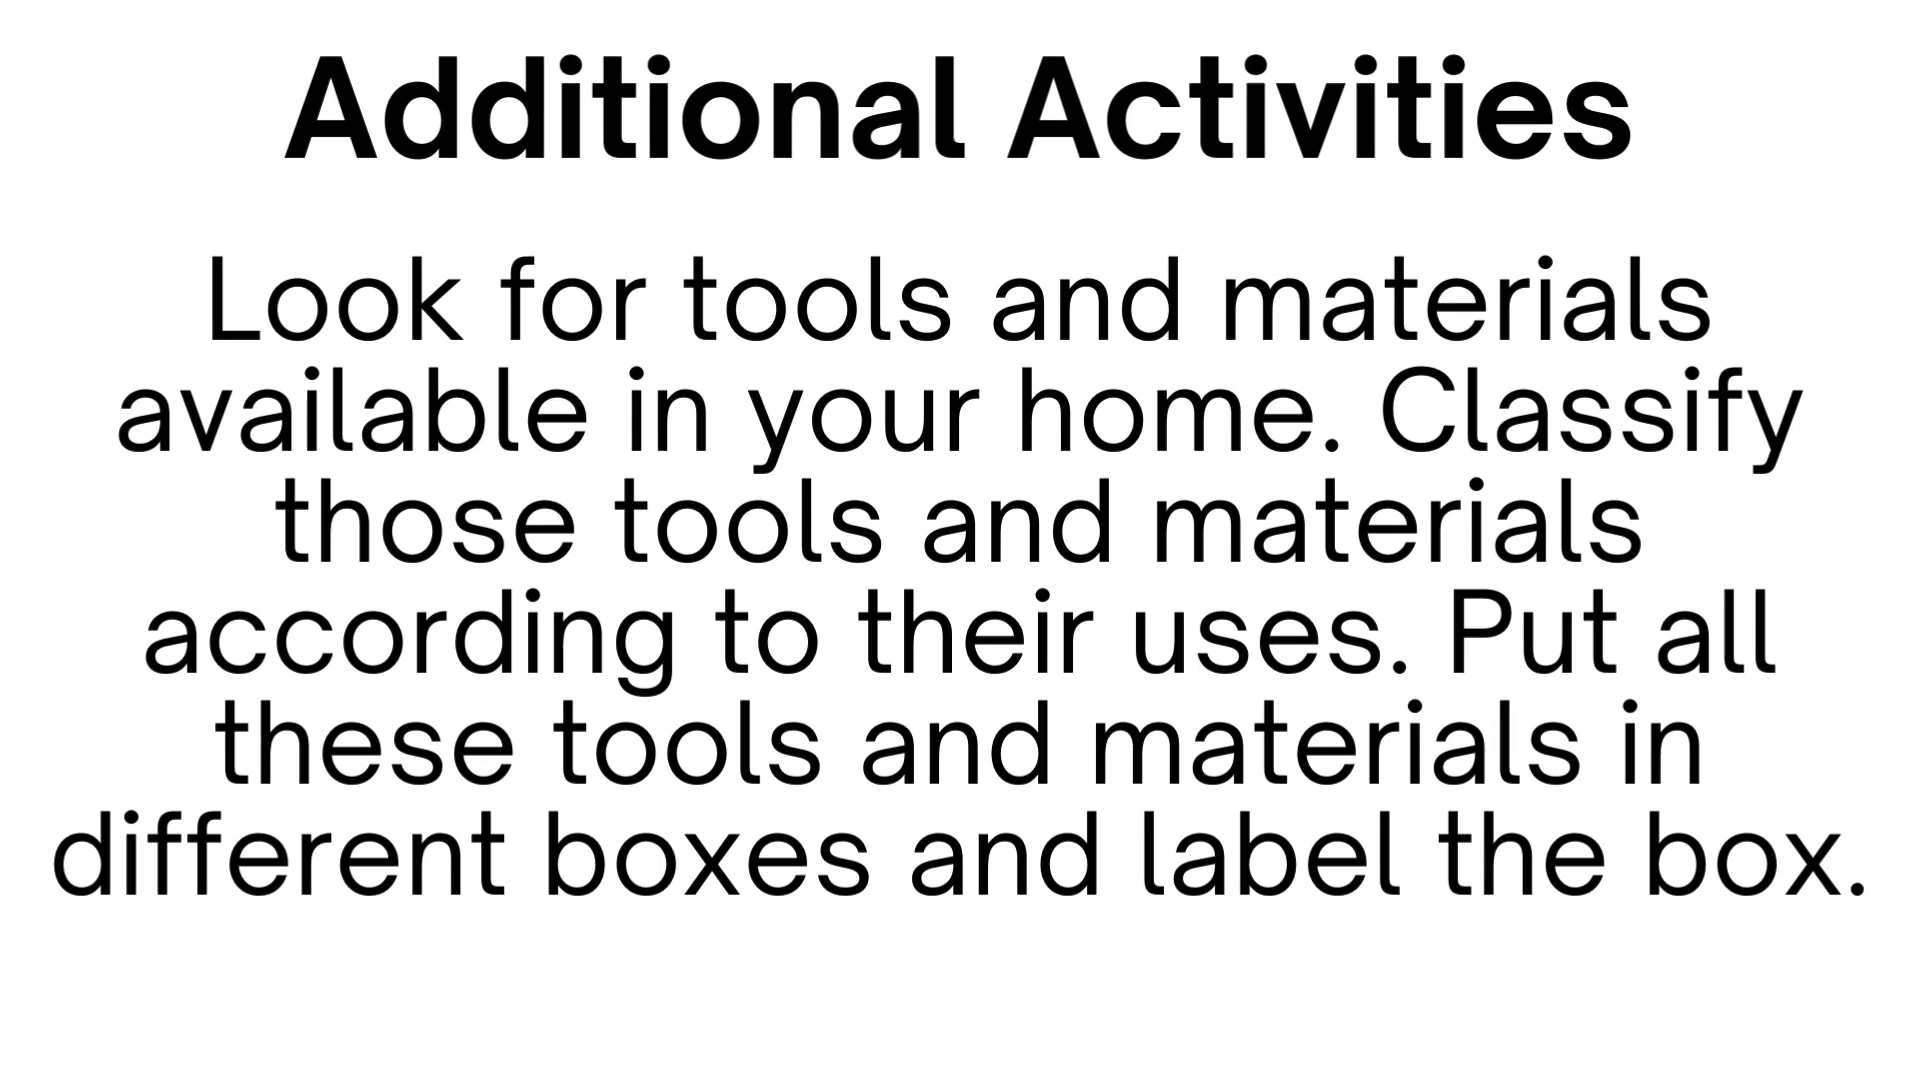 Additional Activities
Look for tools and materials
available in your home. Classify
those tools and materials
according to their uses. Put all
these tools and materials in
different boxes and label the box.